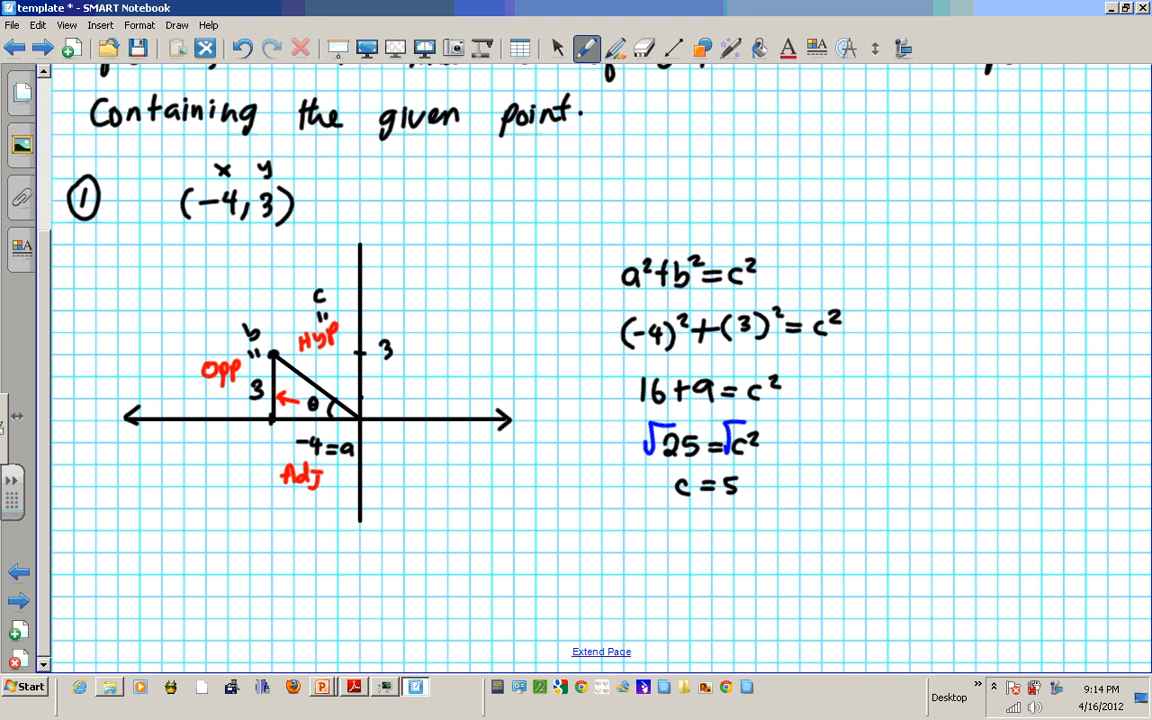 template * - SMART Notebook
File Edit View Insert Format Draw Help
Containing the given point.
x y
① (-4, 3)
a²+b²=c²
c
"
(-4)²+(3)²=c²
b Hyp
" 3
Opp
3 θ
16+9=c²
-4=a
√25=√c²
Adj
c=5
Extend Page
Start
Desktop
9:14 PM
4/16/2012